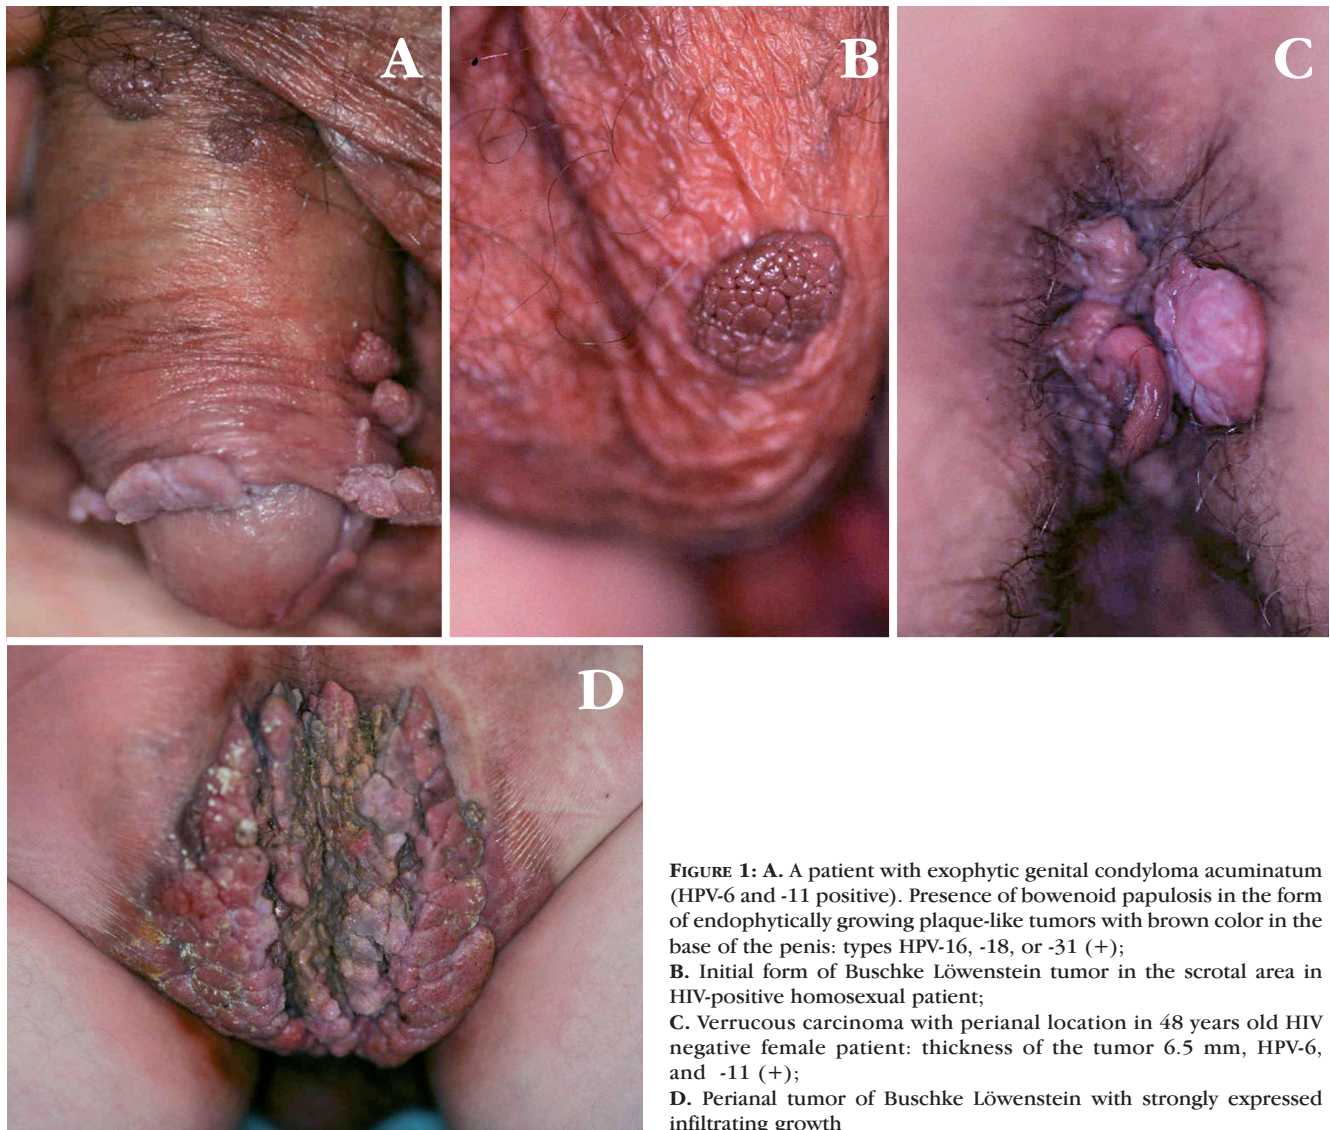 A
B
C
D
FIGURE 1: A. A patient with exophytic genital condyloma acuminatum
(HPV-6 and -11 positive). Presence of bowenoid papulosis in the form
of endophytically growing plaque-like tumors with brown color in the
base of the penis: types HPV-16, -18, or -31 (+);
B. Initial form of Buschke Löwenstein tumor in the scrotal area in
HIV-positive homosexual patient;
C. Verrucous carcinoma with perianal location in 48 years old HIV
negative female patient: thickness of the tumor 6.5 mm, HPV-6,
and -11 (+);
D. Perianal tumor of Buschke Löwenstein with strongly expressed
infiltrating growth